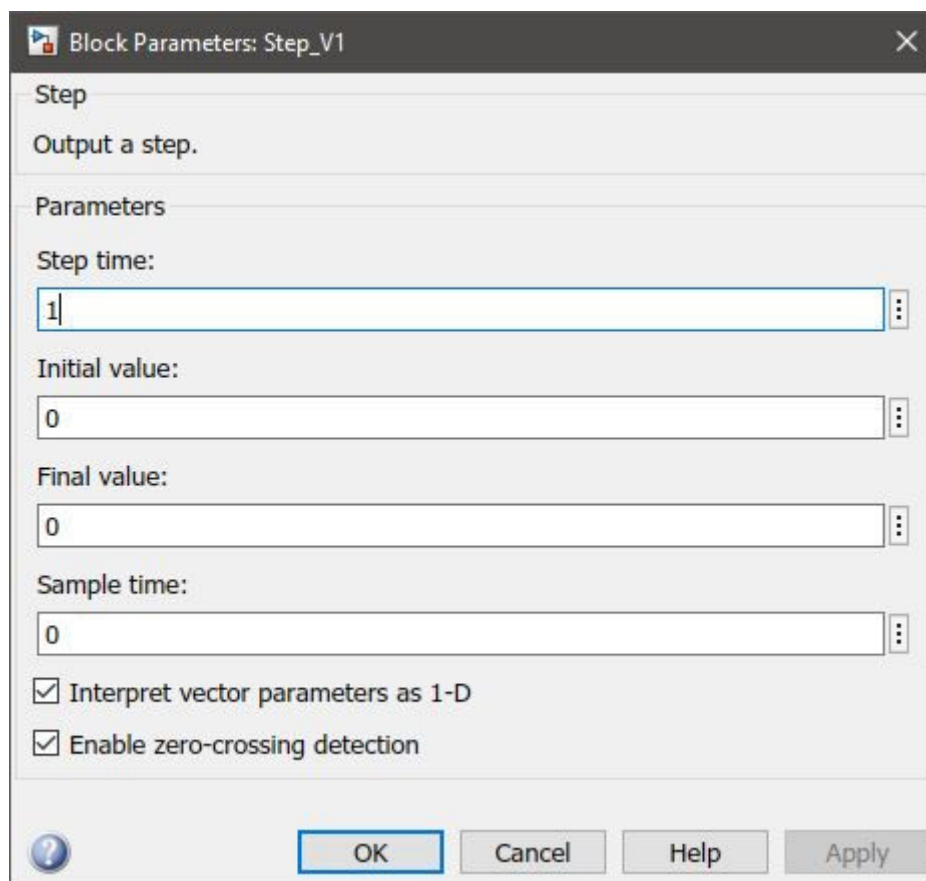 Block Parameters: Step_V1
Step
Output a step.
Parameters
Step time:
1
Initial value:
0
Final value:
0
Sample time:
0
Interpret vector parameters as 1-D
Enable zero-crossing detection
OK Cancel Help Apply